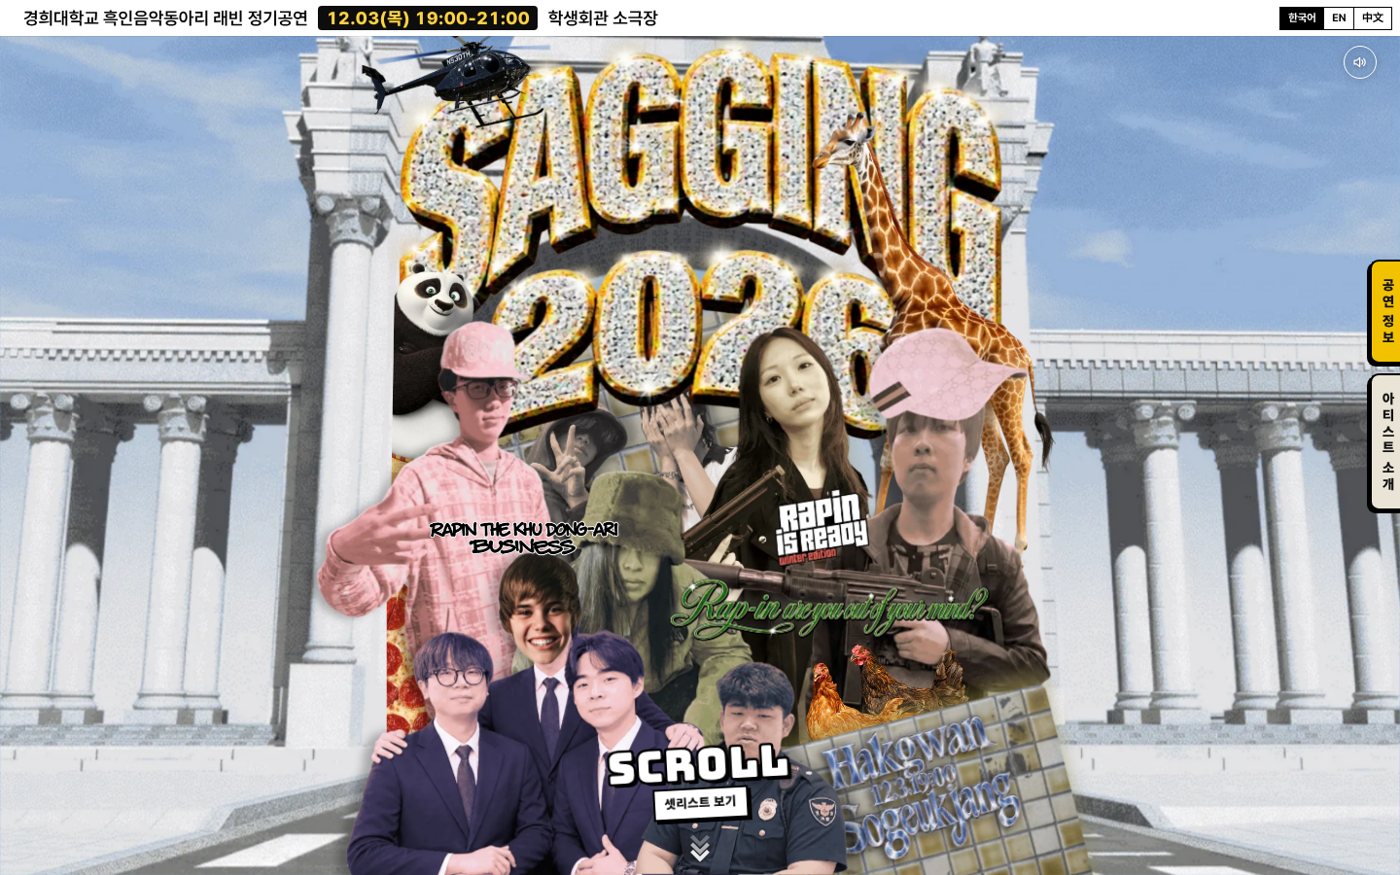 경희대학교 흑인음악동아리 래빈 정기공연 12.03(목) 19:00-21:00 학생회관 소극장
한국어 EN 中文
N530TH
SAGGING
2026
공연 정보
아티스트 소개
RAPIN THE KHU DONG-ARI
BUSINESS
RAPIN
IS READY
winter edition
Rap-in are you out of your mind?
SCROLL
셋리스트 보기
Hakgwan
12.3.19:00
Sogeukjang